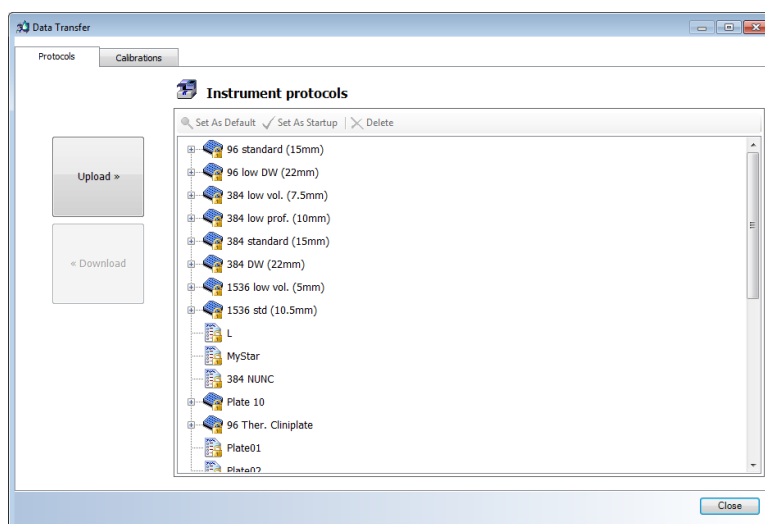 Data Transfer
Protocols
Calibrations
Instrument protocols
Set As Default
Set As Startup
Delete
Upload »
« Download
96 standard (15mm)
96 low DW (22mm)
384 low vol. (7.5mm)
384 low prof. (10mm)
384 standard (15mm)
384 DW (22mm)
1536 low vol. (5mm)
1536 std (10.5mm)
L
MyStar
384 NUNC
Plate 10
96 Ther. Cliniplate
Plate01
Plate02
Close